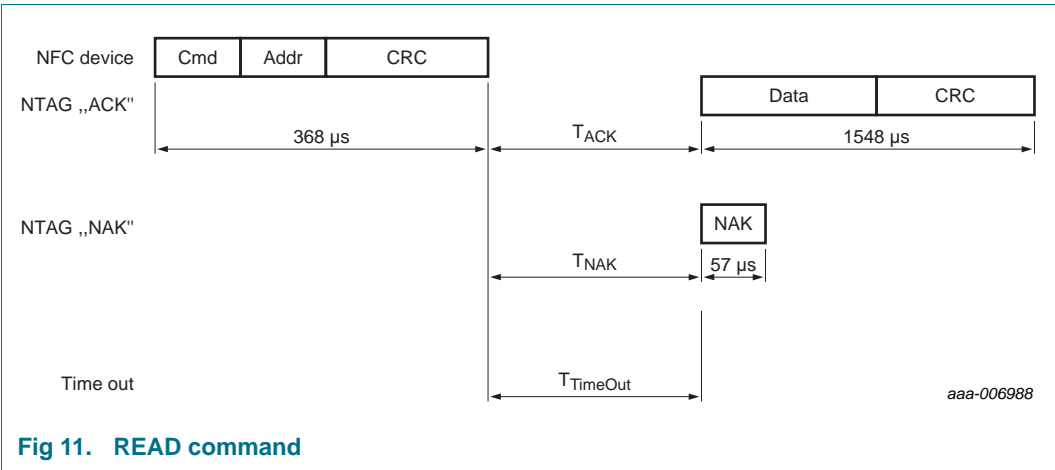 NFC device Cmd Addr CRC
NTAG ,,ACK" Data CRC
368 µs TACK 1548 µs
NTAG ,,NAK" NAK
TNAK 57 µs
Time out TTimeOut aaa-006988
Fig 11. READ command